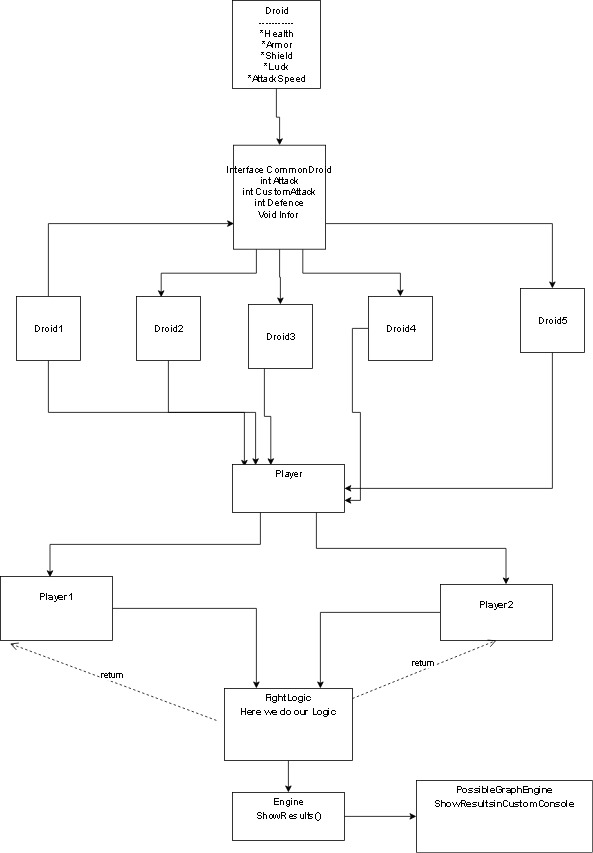 Droid
-----------
*Health
*Armor
*Shield
*Luck
*AttackSpeed
Interface CommonDroid
int Attack
int CustomAttack
int Defence
Void Infor
Droid1
Droid2
Droid3
Droid4
Droid5
Player
Player1
Player2
return
return
FightLogic
Here we do our Logic
Engine
ShowResults()
PossibleGraphEngine
ShowResultsinCustomConsole